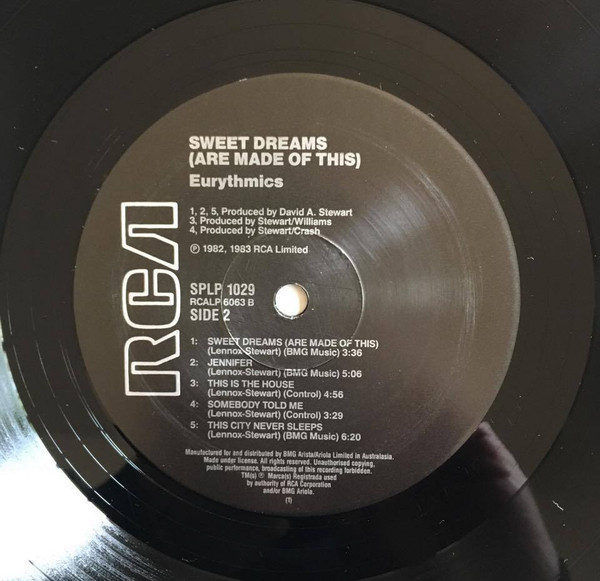 RCA
SWEET DREAMS
(ARE MADE OF THIS)
Eurythmics
1, 2, 5, Produced by David A. Stewart
3, Produced by Stewart/Williams
4, Produced by Stewart/Crash
℗ 1982, 1983 RCA Limited
SPLP 1029
RCALP 6063 B
SIDE 2
1: SWEET DREAMS (ARE MADE OF THIS)
(Lennox-Stewart) (BMG Music) 3:36
2: JENNIFER
(Lennox-Stewart) (BMG Music) 5:06
3: THIS IS THE HOUSE
(Lennox-Stewart) (Control) 4:56
4: SOMEBODY TOLD ME
(Lennox-Stewart) (Control) 3:29
5: THIS CITY NEVER SLEEPS
(Lennox-Stewart) (BMG Music) 6:20
Manufactured for and distributed by BMG Arista/Ariola Limited in Australasia.
Made under license. All rights reserved. Unauthorised copying,
public performance, broadcasting of this recording forbidden.
TM(s) ® Marca(s) Registrada used
by authority of RCA Corporation
and/or BMG Ariola.
(1)